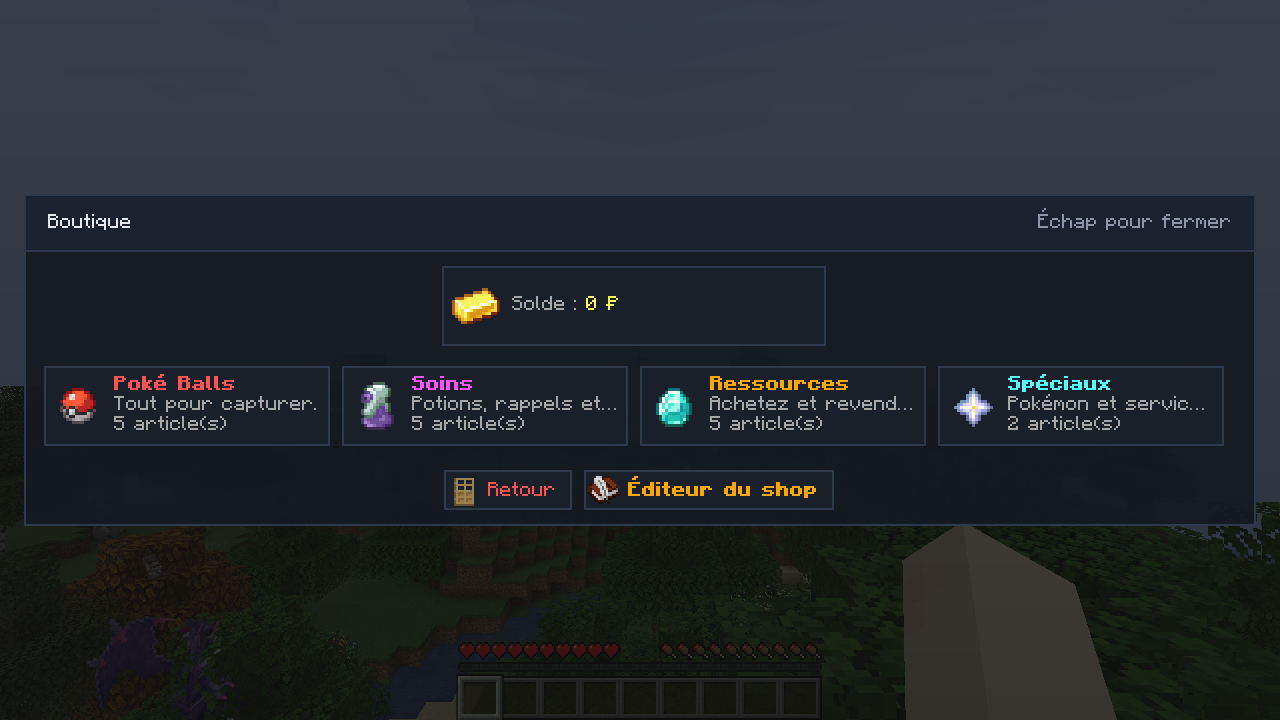 Boutique
Échap pour fermer
Solde : 0 ₽
Poké Balls
Tout pour capturer.
5 article(s)
Soins
Potions, rappels et...
5 article(s)
Ressources
Achetez et revend...
5 article(s)
Spéciaux
Pokémon et servic...
2 article(s)
Retour
Éditeur du shop